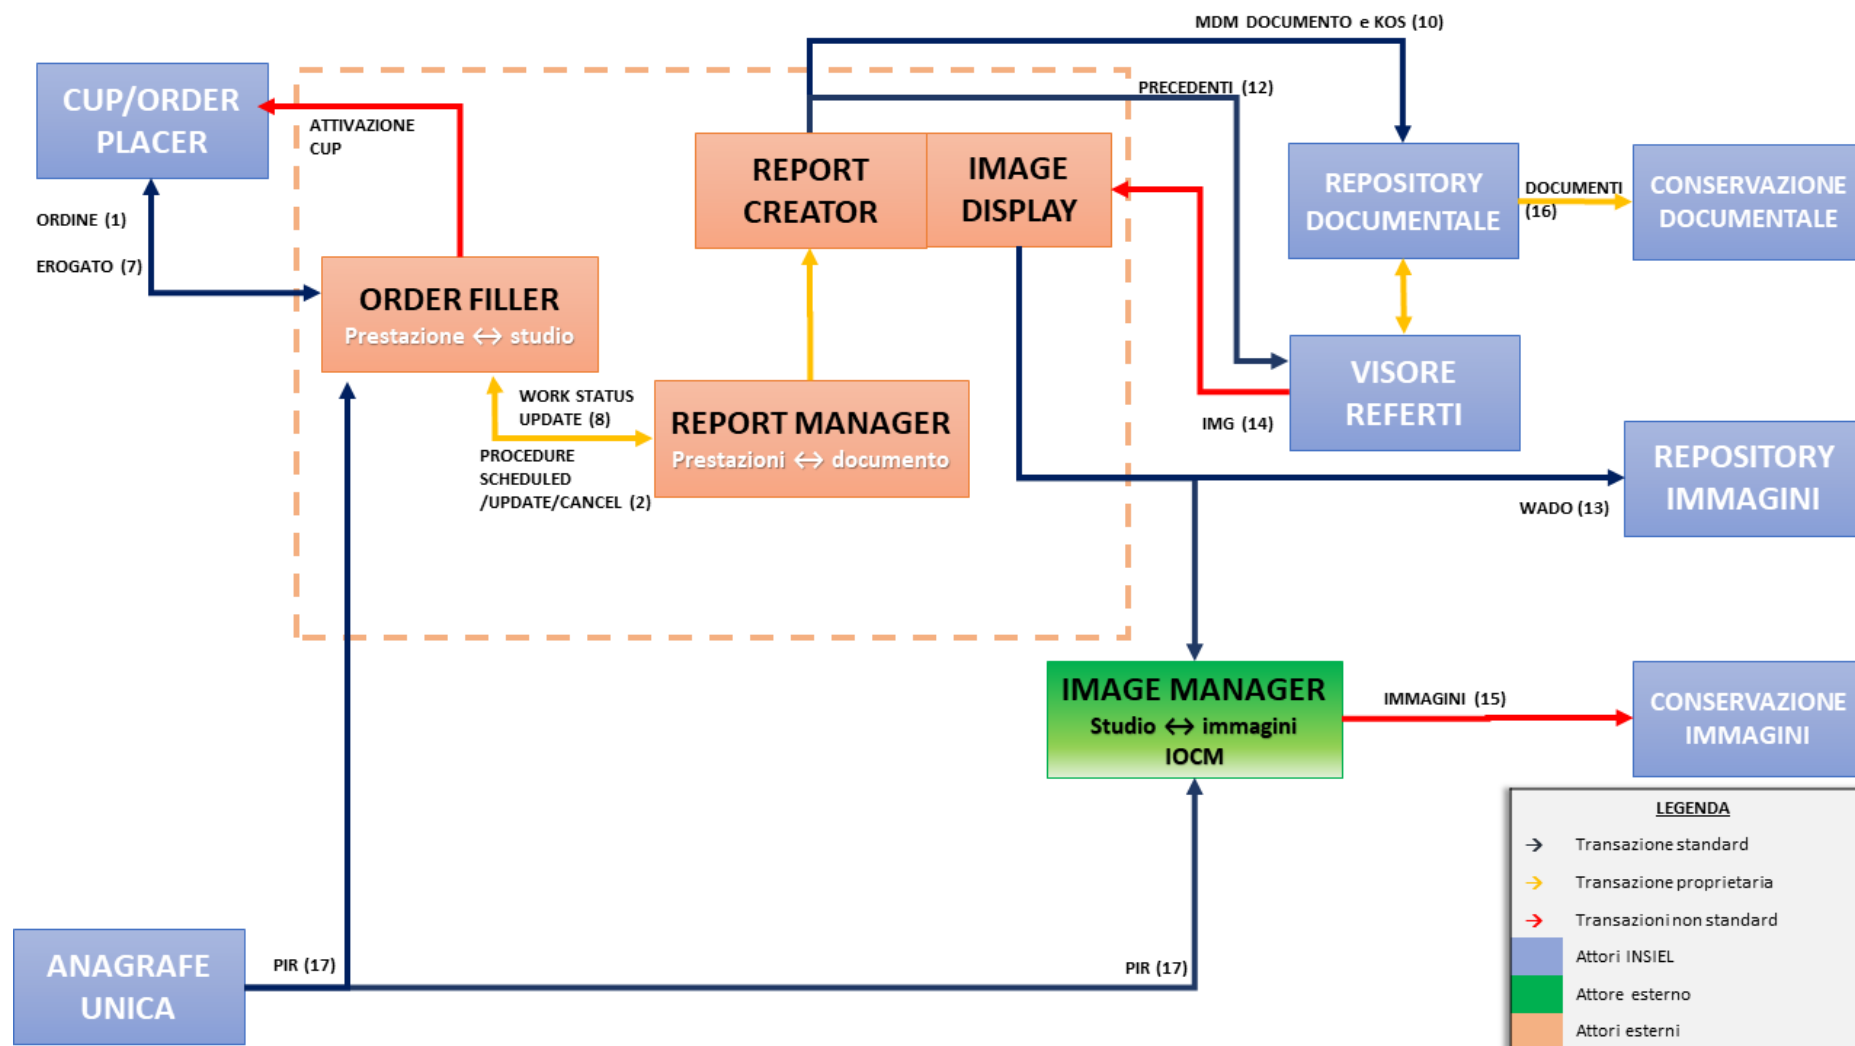 MDM DOCUMENTO e KOS (10)
PRECEDENTI (12)
CUP/ORDER
PLACER
ATTIVAZIONE
CUP
REPORT
CREATOR
IMAGE
DISPLAY
REPOSITORY
DOCUMENTALE
DOCUMENTI
(16)
CONSERVAZIONE
DOCUMENTALE
ORDINE (1)
EROGATO (7)
ORDER FILLER
Prestazione ↔ studio
WORK STATUS
UPDATE (8)
PROCEDURE
SCHEDULED
/UPDATE/CANCEL (2)
REPORT MANAGER
Prestazioni ↔ documento
VISORE
REFERTI
IMG (14)
REPOSITORY
IMMAGINI
WADO (13)
IMAGE MANAGER
Studio ↔ immagini
IOCM
IMMAGINI (15)
CONSERVAZIONE
IMMAGINI
ANAGRAFE
UNICA
PIR (17)
PIR (17)
LEGENDA
Transazione standard
Transazione proprietaria
Transazioni non standard
Attori INSIEL
Attore esterno
Attori esterni